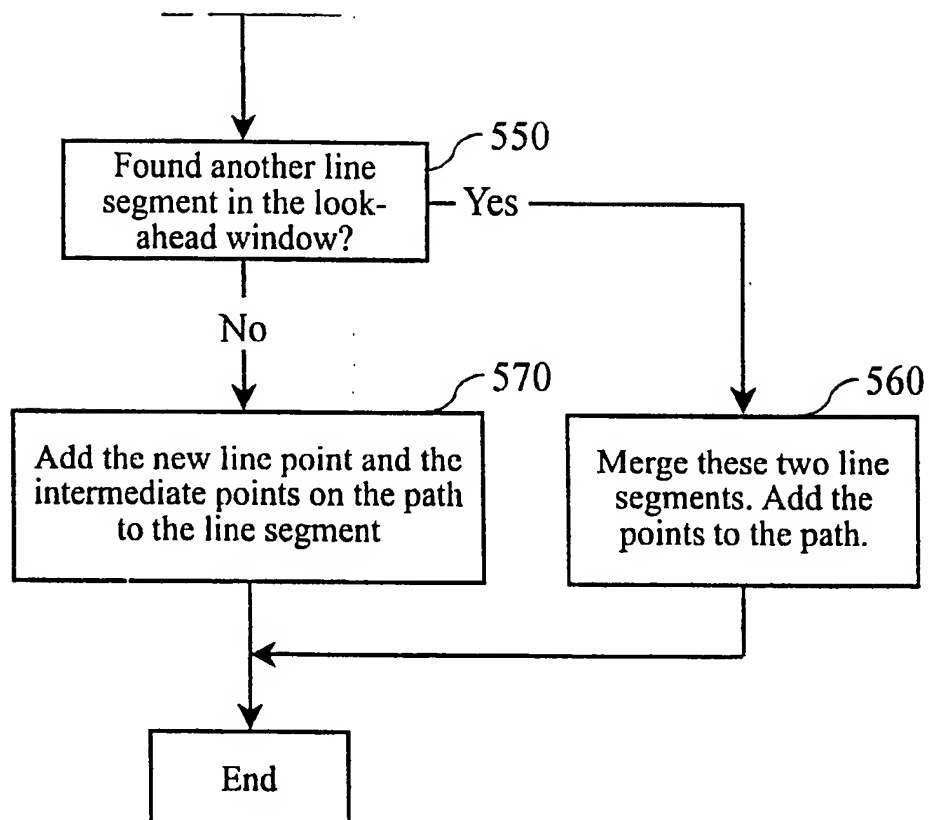 550
Found another line
segment in the look-
ahead window?
Yes
No
570
560
Add the new line point and the
intermediate points on the path
to the line segment
Merge these two line
segments. Add the
points to the path.
End